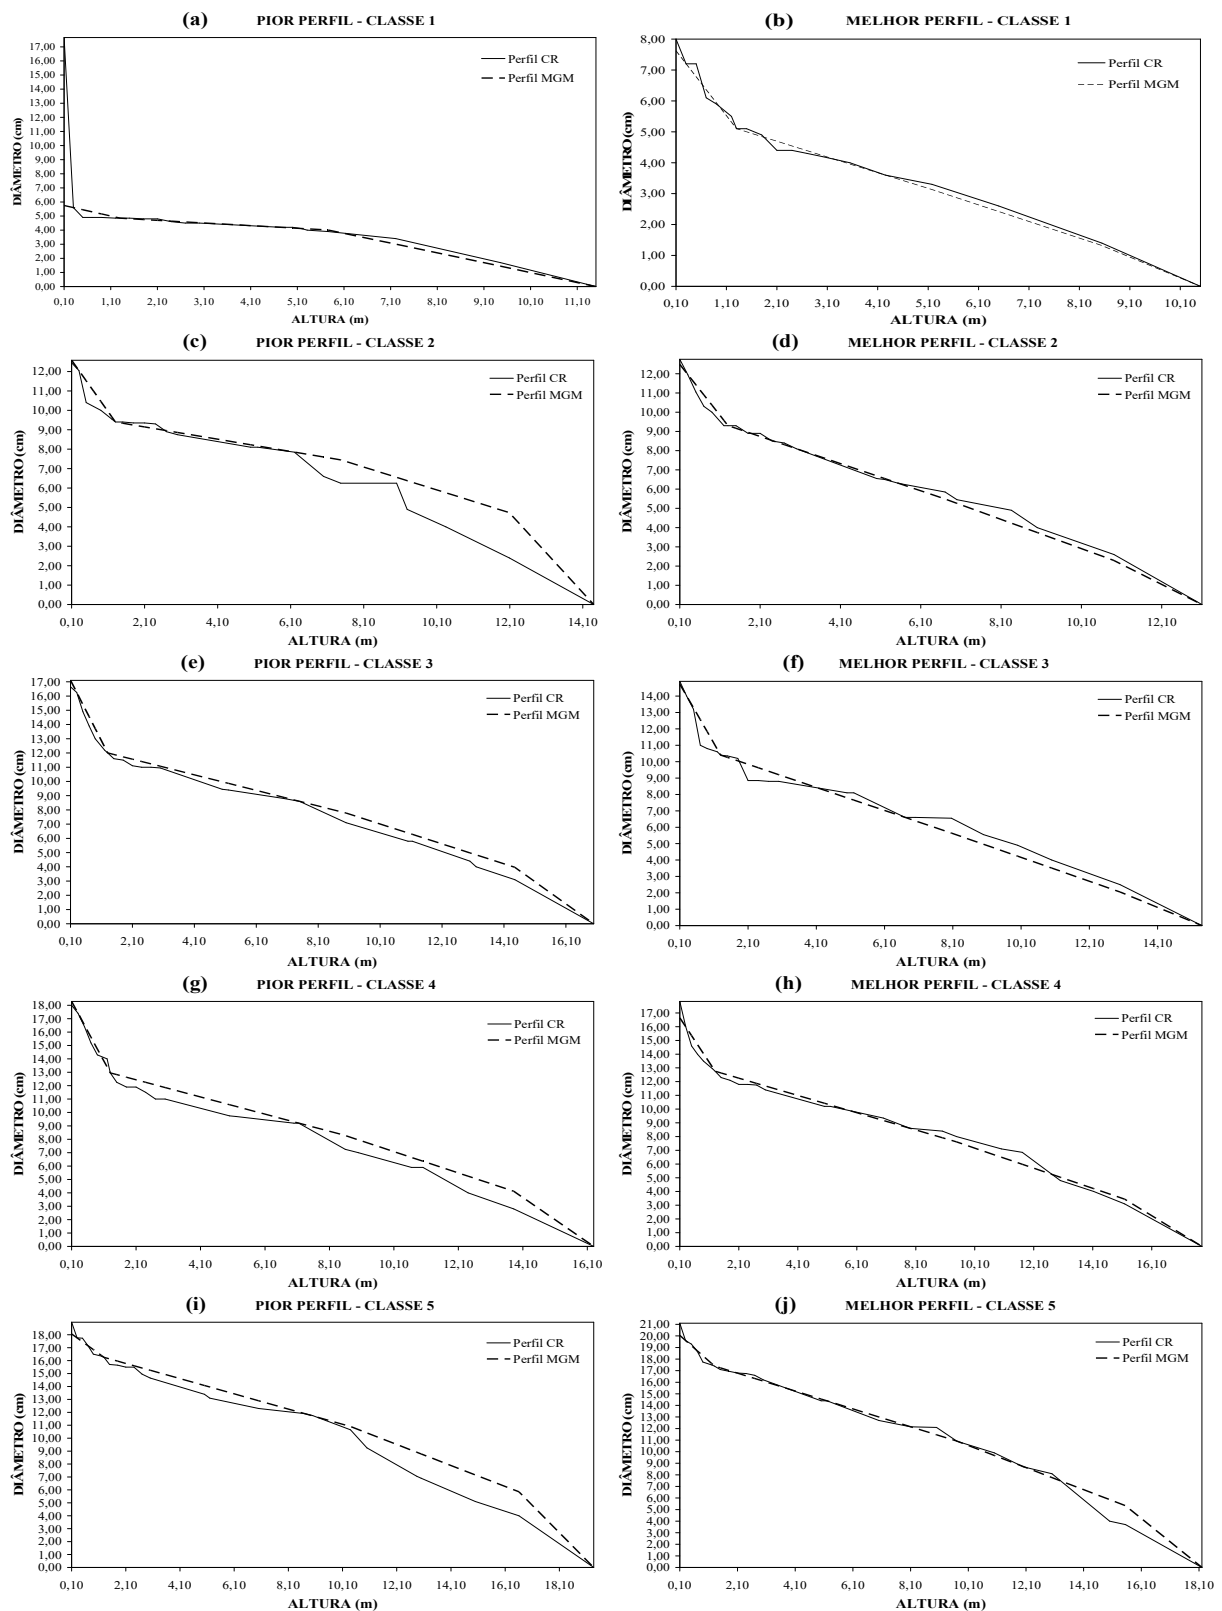 (a) PIOR PERFIL - CLASSE 1
17,00
16,00
15,00
14,00
13,00
12,00
11,00
10,00
9,00
8,00
7,00
6,00
5,00
4,00
3,00
2,00
1,00
0,00
DIÂMETRO (cm)
Perfil CR
Perfil MGM
0,10 1,10 2,10 3,10 4,10 5,10 6,10 7,10 8,10 9,10 10,10 11,10
ALTURA (m)
(b) MELHOR PERFIL - CLASSE 1
8,00
7,00
6,00
5,00
4,00
3,00
2,00
1,00
0,00
DIÂMETRO (cm)
Perfil CR
Perfil MGM
0,10 1,10 2,10 3,10 4,10 5,10 6,10 7,10 8,10 9,10 10,10
ALTURA (m)
(c) PIOR PERFIL - CLASSE 2
12,00
11,00
10,00
9,00
8,00
7,00
6,00
5,00
4,00
3,00
2,00
1,00
0,00
DIÂMETRO (cm)
Perfil CR
Perfil MGM
0,10 2,10 4,10 6,10 8,10 10,10 12,10 14,10
ALTURA (m)
(d) MELHOR PERFIL - CLASSE 2
12,00
11,00
10,00
9,00
8,00
7,00
6,00
5,00
4,00
3,00
2,00
1,00
0,00
DIÂMETRO (cm)
Perfil CR
Perfil MGM
0,10 2,10 4,10 6,10 8,10 10,10 12,10
ALTURA (m)
(e) PIOR PERFIL - CLASSE 3
17,00
16,00
15,00
14,00
13,00
12,00
11,00
10,00
9,00
8,00
7,00
6,00
5,00
4,00
3,00
2,00
1,00
0,00
DIÂMETRO (cm)
Perfil CR
Perfil MGM
0,10 2,10 4,10 6,10 8,10 10,10 12,10 14,10 16,10
ALTURA (m)
(f) MELHOR PERFIL - CLASSE 3
14,00
13,00
12,00
11,00
10,00
9,00
8,00
7,00
6,00
5,00
4,00
3,00
2,00
1,00
0,00
DIÂMETRO (cm)
Perfil CR
Perfil MGM
0,10 2,10 4,10 6,10 8,10 10,10 12,10 14,10
ALTURA (m)
(g) PIOR PERFIL - CLASSE 4
18,00
17,00
16,00
15,00
14,00
13,00
12,00
11,00
10,00
9,00
8,00
7,00
6,00
5,00
4,00
3,00
2,00
1,00
0,00
DIÂMETRO (cm)
Perfil CR
Perfil MGM
0,10 2,10 4,10 6,10 8,10 10,10 12,10 14,10 16,10
ALTURA (m)
(h) MELHOR PERFIL - CLASSE 4
17,00
16,00
15,00
14,00
13,00
12,00
11,00
10,00
9,00
8,00
7,00
6,00
5,00
4,00
3,00
2,00
1,00
0,00
DIÂMETRO (cm)
Perfil CR
Perfil MGM
0,10 2,10 4,10 6,10 8,10 10,10 12,10 14,10 16,10
ALTURA (m)
(i) PIOR PERFIL - CLASSE 5
18,00
17,00
16,00
15,00
14,00
13,00
12,00
11,00
10,00
9,00
8,00
7,00
6,00
5,00
4,00
3,00
2,00
1,00
0,00
DIÂMETRO (cm)
Perfil CR
Perfil MGM
0,10 2,10 4,10 6,10 8,10 10,10 12,10 14,10 16,10 18,10
ALTURA (m)
(j) MELHOR PERFIL - CLASSE 5
21,00
20,00
19,00
18,00
17,00
16,00
15,00
14,00
13,00
12,00
11,00
10,00
9,00
8,00
7,00
6,00
5,00
4,00
3,00
2,00
1,00
0,00
DIÂMETRO (cm)
Perfil CR
Perfil MGM
0,10 2,10 4,10 6,10 8,10 10,10 12,10 14,10 16,10 18,10
ALTURA (m)